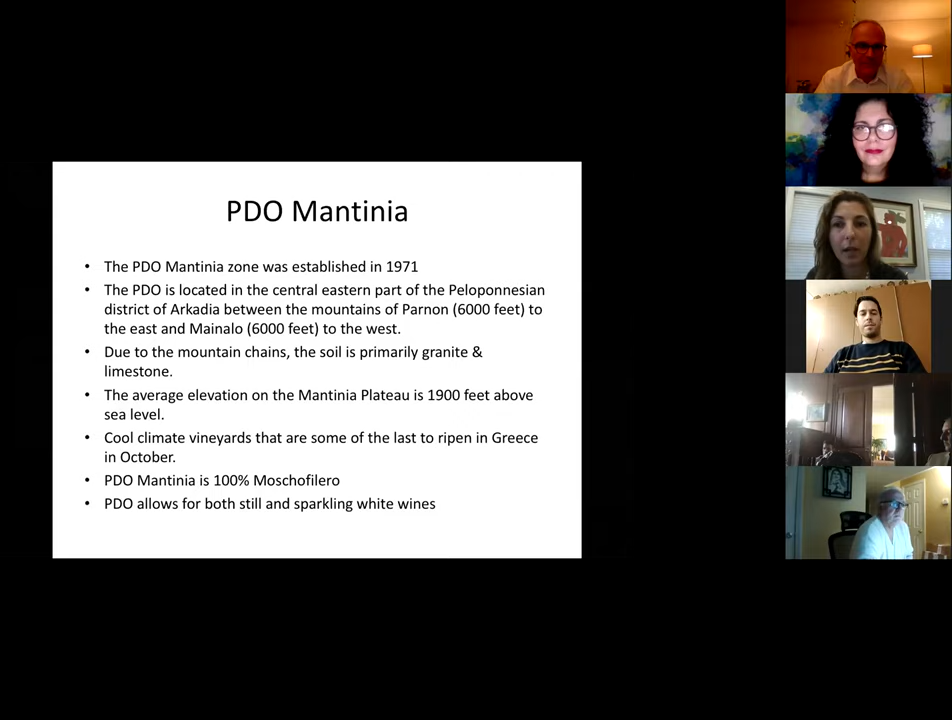 PDO Mantinia
• The PDO Mantinia zone was established in 1971
• The PDO is located in the central eastern part of the Peloponnesian
district of Arkadia between the mountains of Parnon (6000 feet) to
the east and Mainalo (6000 feet) to the west.
• Due to the mountain chains, the soil is primarily granite &
limestone.
• The average elevation on the Mantinia Plateau is 1900 feet above
sea level.
• Cool climate vineyards that are some of the last to ripen in Greece
in October.
• PDO Mantinia is 100% Moschofilero
• PDO allows for both still and sparkling white wines